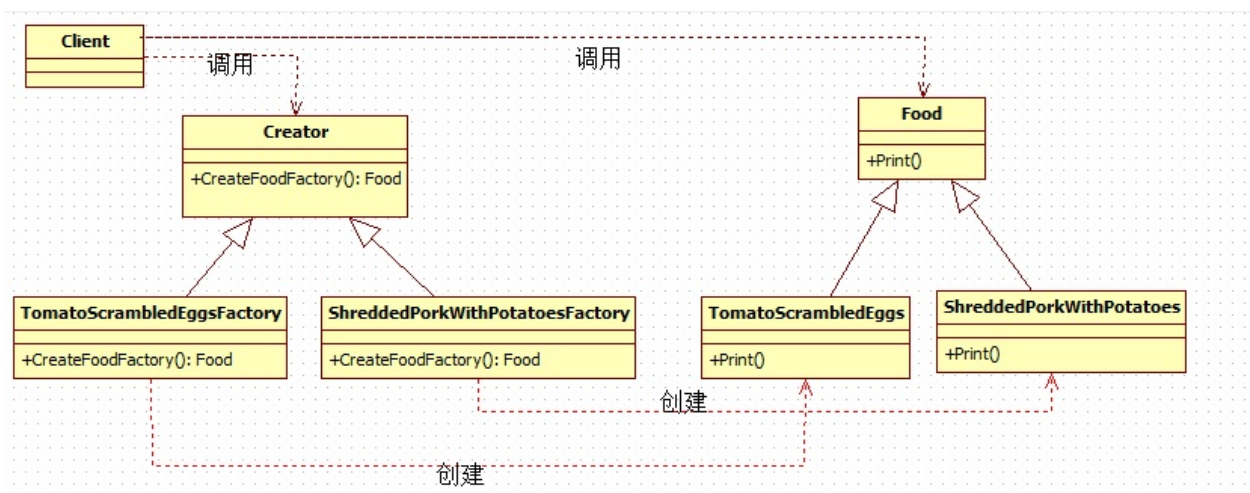 Client
调用
调用
Creator
+CreateFoodFactory(): Food
Food
+Print()
TomatoScrambledEggsFactory
+CreateFoodFactory(): Food
ShreddedPorkWithPotatoesFactory
+CreateFoodFactory(): Food
TomatoScrambledEggs
+Print()
ShreddedPorkWithPotatoes
+Print()
创建
创建